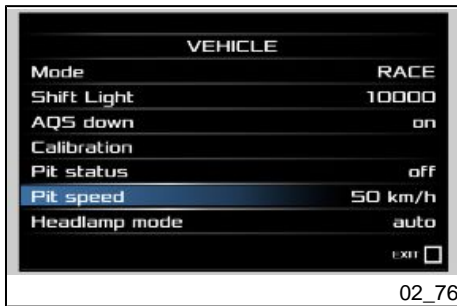 VEHICLE
Mode RACE
Shift Light 10000
AQS down on
Calibration
Pit status off
Pit speed 50 km/h
Headlamp mode auto
EXIT
02_76